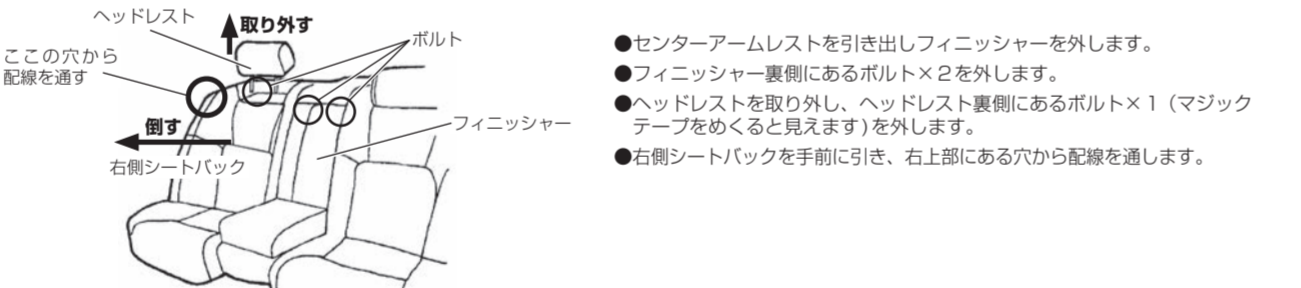 ヘッドレスト
取り外す
ボルト
ここの穴から
配線を通す
倒す
フィニッシャー
右側シートバック
●センターアームレストを引き出しフィニッシャーを外します。
●フィニッシャー裏側にあるボルト×２を外します。
●ヘッドレストを取り外し、ヘッドレスト裏側にあるボルト×１（マジック
テープをめくると見えます)を外します。
●右側シートバックを手前に引き、右上部にある穴から配線を通します。